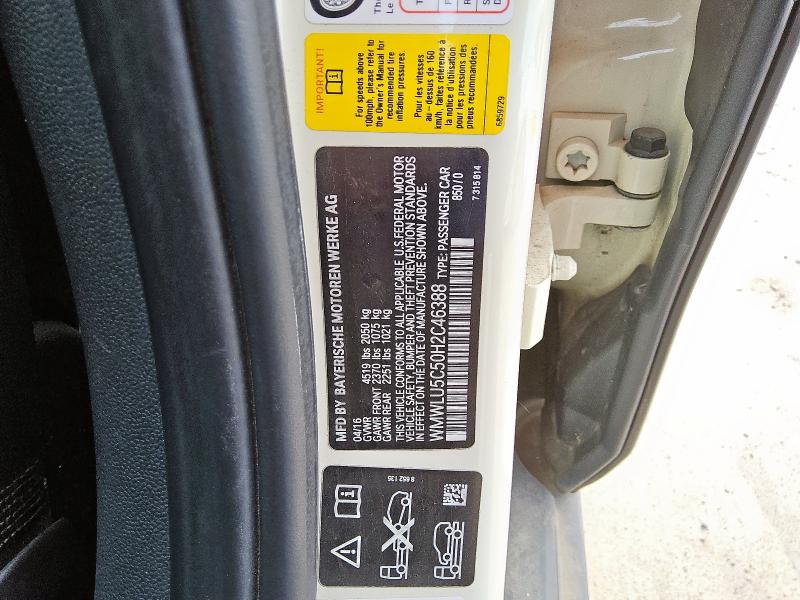 The
Le
IMPORTANT!
For speeds above
100mph, please refer to
the Owner's Manual for
recommended tire
inflation pressures.
Pour les vitesses
au – dessus de 160
km/h, faites référence à
la notice d'utilisation
pour les pressions des
pneus recommandées.
6859729
MFD BY BAYERISCHE MOTOREN WERKE AG
04/16
GVWR 4519 lbs 2050 kg
GAWR FRONT 2370 lbs 1075 kg
GAWR REAR 2251 lbs 1021 kg
THIS VEHICLE CONFORMS TO ALL APPLICABLE U.S.FEDERAL MOTOR
VEHICLE SAFETY, BUMPER AND THEFT PREVENTION STANDARDS
IN EFFECT ON THE DATE OF MANUFACTURE SHOWN ABOVE.
WMWLU5C50H2C46388 TYPE: PASSENGER CAR
850/0
7 315 814
8 652 135